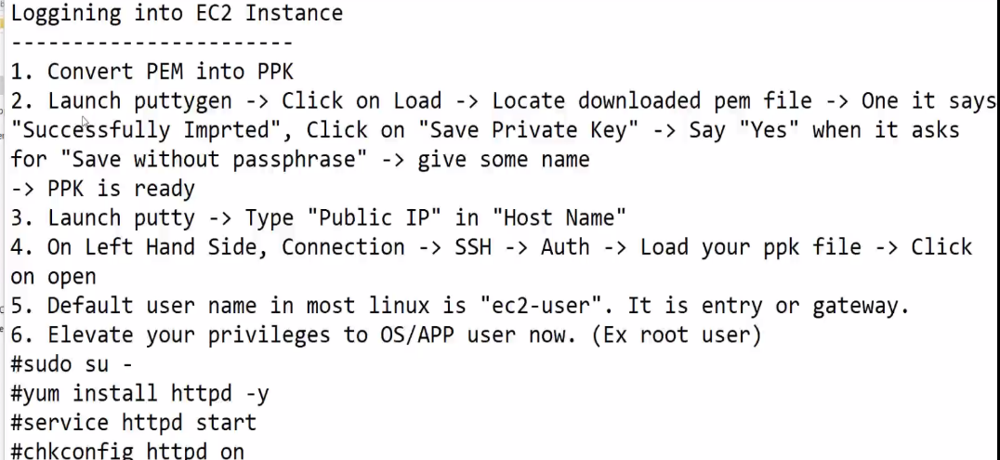 Loggining into EC2 Instance
-----------------------
1. Convert PEM into PPK
2. Launch puttygen -> Click on Load -> Locate downloaded pem file -> One it says
"Successfully Imprted", Click on "Save Private Key" -> Say "Yes" when it asks
for "Save without passphrase" -> give some name
-> PPK is ready
3. Launch putty -> Type "Public IP" in "Host Name"
4. On Left Hand Side, Connection -> SSH -> Auth -> Load your ppk file -> Click
on open
5. Default user name in most linux is "ec2-user". It is entry or gateway.
6. Elevate your privileges to OS/APP user now. (Ex root user)
#sudo su -
#yum install httpd -y
#service httpd start
#chkconfig httpd on